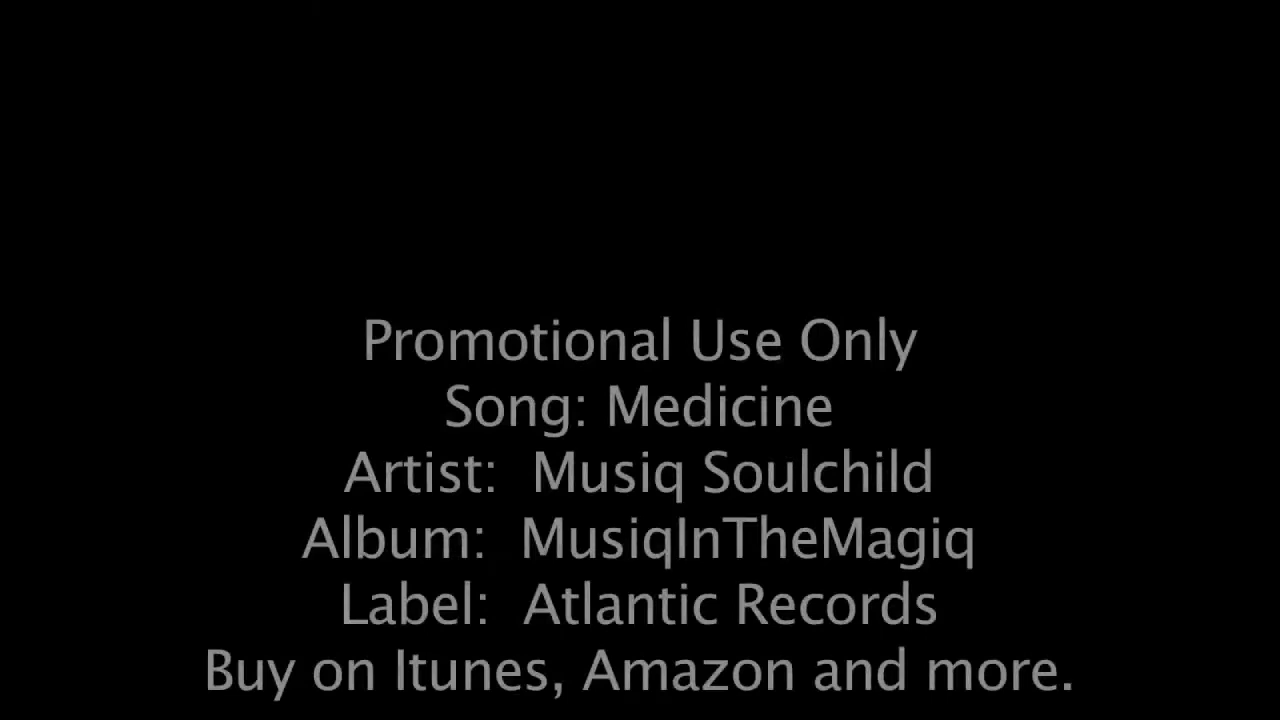 Promotional Use Only
Song: Medicine
Artist:  Musiq Soulchild
Album:  MusiqInTheMagiq
Label:  Atlantic Records
Buy on Itunes, Amazon and more.